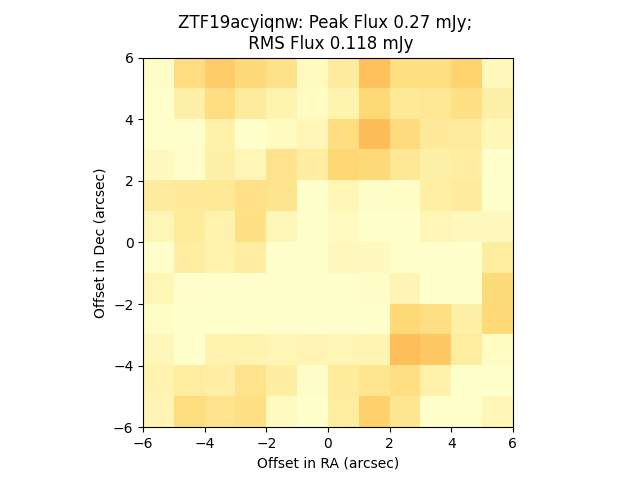 ZTF19acyiqnw: Peak Flux 0.27 mJy;
RMS Flux 0.118 mJy
6
4
2
0
−2
−4
−6
Offset in Dec (arcsec)
−6 −4 −2 0 2 4 6
Offset in RA (arcsec)